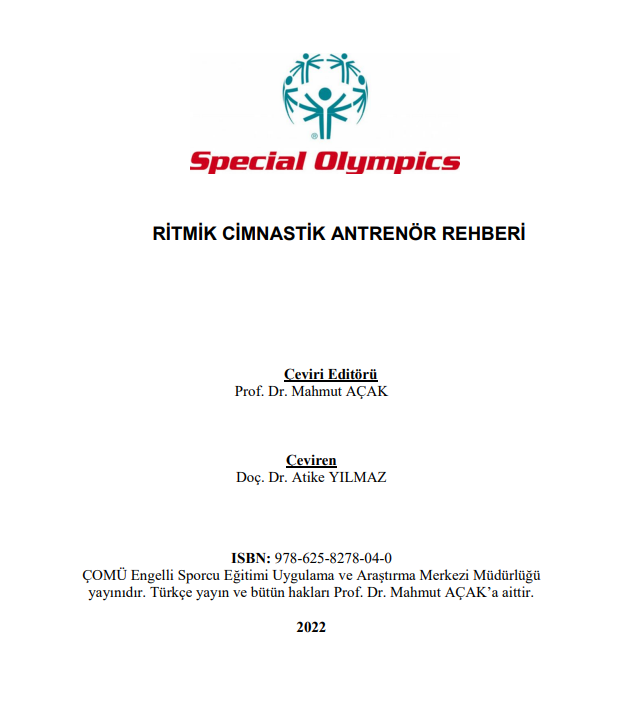 ®
Special Olympics
RİTMİK CİMNASTİK ANTRENÖR REHBERİ
Çeviri Editörü
Prof. Dr. Mahmut AÇAK
Çeviren
Doç. Dr. Atike YILMAZ
ISBN: 978-625-8278-04-0
ÇOMÜ Engelli Sporcu Eğitimi Uygulama ve Araştırma Merkezi Müdürlüğü
yayınıdır. Türkçe yayın ve bütün hakları Prof. Dr. Mahmut AÇAK’a aittir.
2022